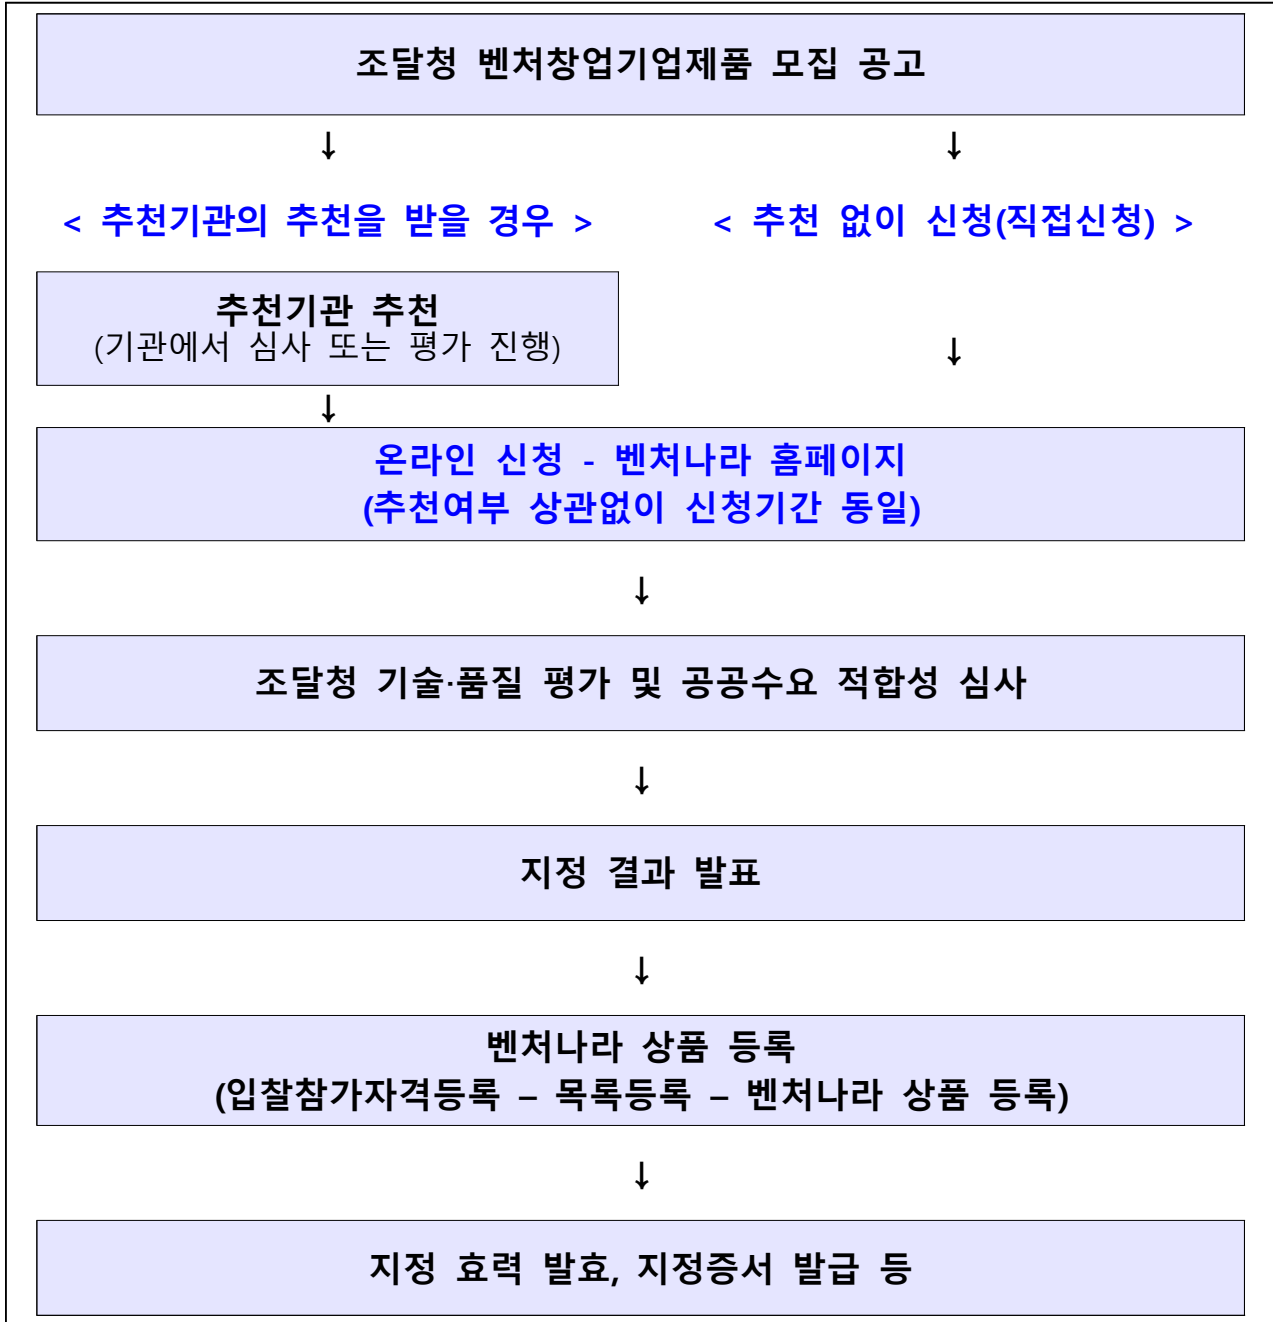 조달청 벤처창업기업제품 모집 공고
↓ ↓
< 추천기관의 추천을 받을 경우 > < 추천 없이 신청(직접신청) >
추천기관 추천
(기관에서 심사 또는 평가 진행)
↓
↓
온라인 신청 - 벤처나라 홈페이지
(추천여부 상관없이 신청기간 동일)
↓
조달청 기술·품질 평가 및 공공수요 적합성 심사
↓
지정 결과 발표
↓
벤처나라 상품 등록
(입찰참가자격등록 – 목록등록 – 벤처나라 상품 등록)
↓
지정 효력 발효, 지정증서 발급 등